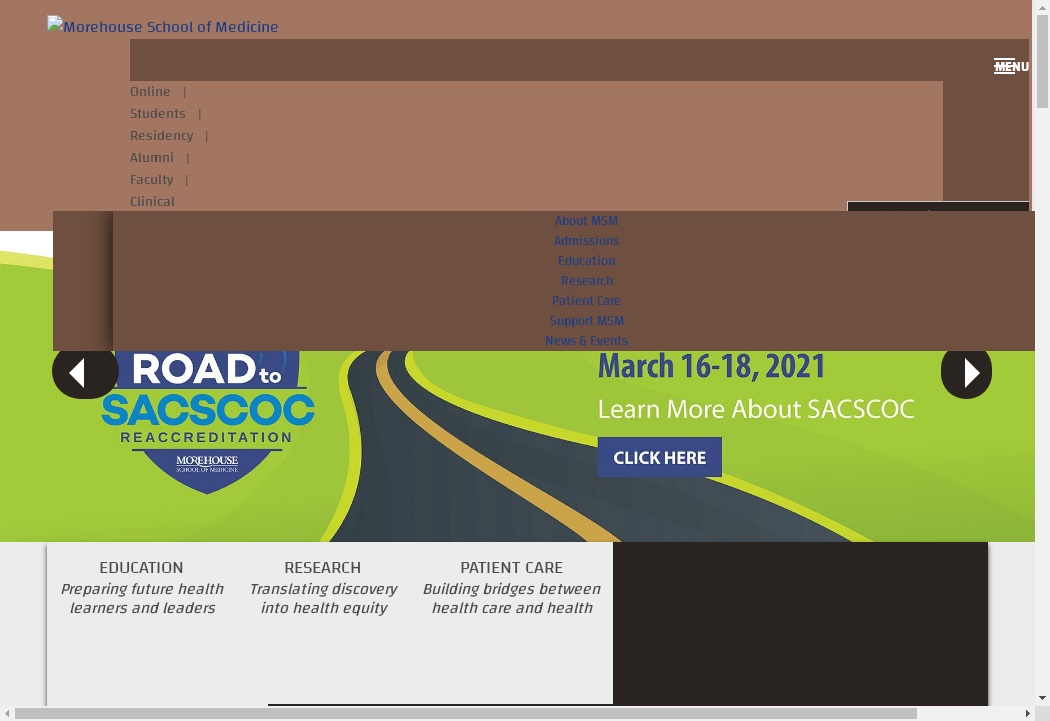 Morehouse School of Medicine
MENU
Online |
Students |
Residency |
Alumni |
Faculty |
Clinical
About MSM
Admissions
Education
Research
Patient Care
Support MSM
News & Events
ROAD to
SACSCOC
REACCREDITATION
MOREHOUSE
SCHOOL OF MEDICINE
March 16-18, 2021
Learn More About SACSCOC
CLICK HERE
EDUCATION
Preparing future health
learners and leaders
RESEARCH
Translating discovery
into health equity
PATIENT CARE
Building bridges between
health care and health